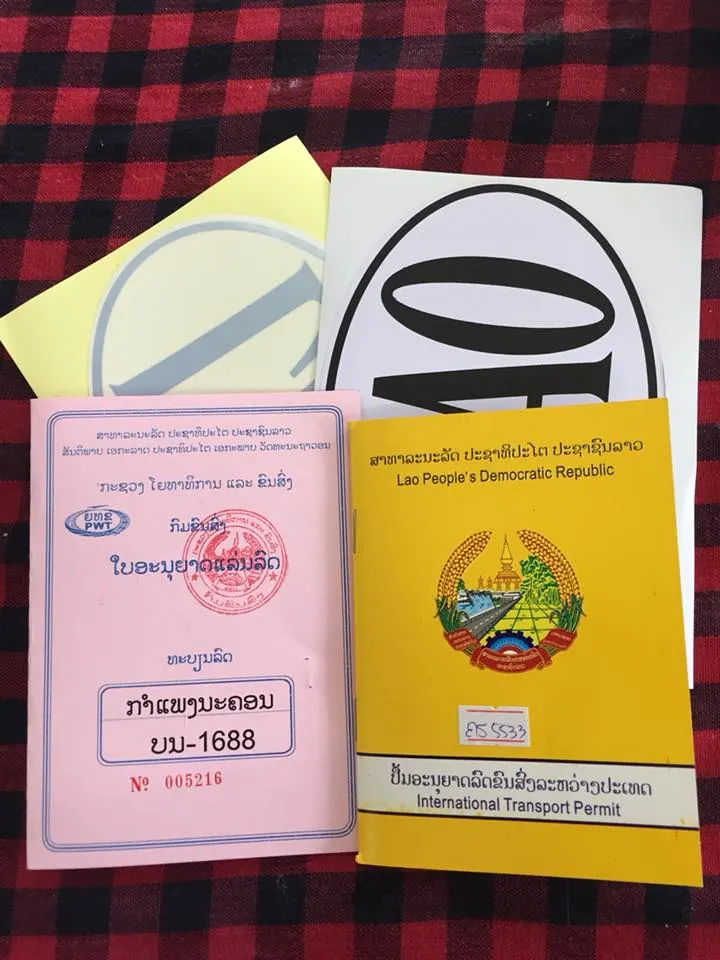 ສາທາລະນະລັດ ປະຊາທິປະໄຕ ປະຊາຊົນລາວ
ສັນຕິພາບ ເອກະລາດ ປະຊາທິປະໄຕ ເອກະພາບ ວັດທະນະຖາວອນ
ກະຊວງ ໂຍທາທິການ ແລະ ຂົນສົ່ງ
ຍທຂ
PWT
ກົມຂົນສົ່ງ
ໃບອະນຸຍາດແລ່ນລົດ
ທະບຽນລົດ
ກຳແພງນະຄອນ
ບນ-1688
Nº 005216
ສາທາລະນະລັດ ປະຊາທິປະໄຕ ປະຊາຊົນລາວ
Lao People's Democratic Republic
5533
ປຶ້ມອະນຸຍາດລົດຂົນສົ່ງລະຫວ່າງປະເທດ
International Transport Permit